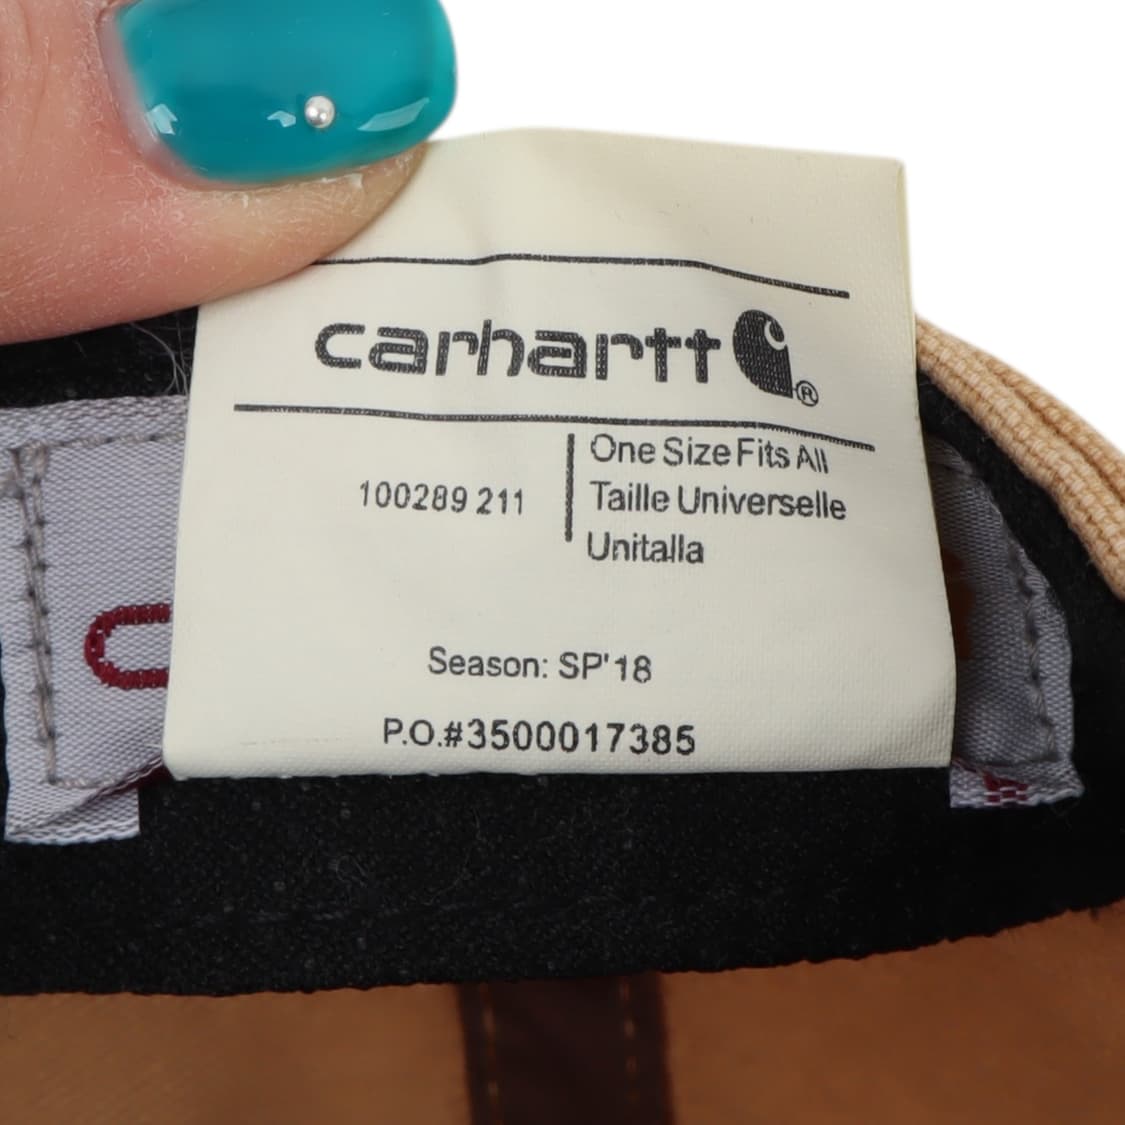 carhartt®
100289 211
One Size Fits All
Taille Universelle
Unitalla
Season: SP'18
P.O.#3500017385